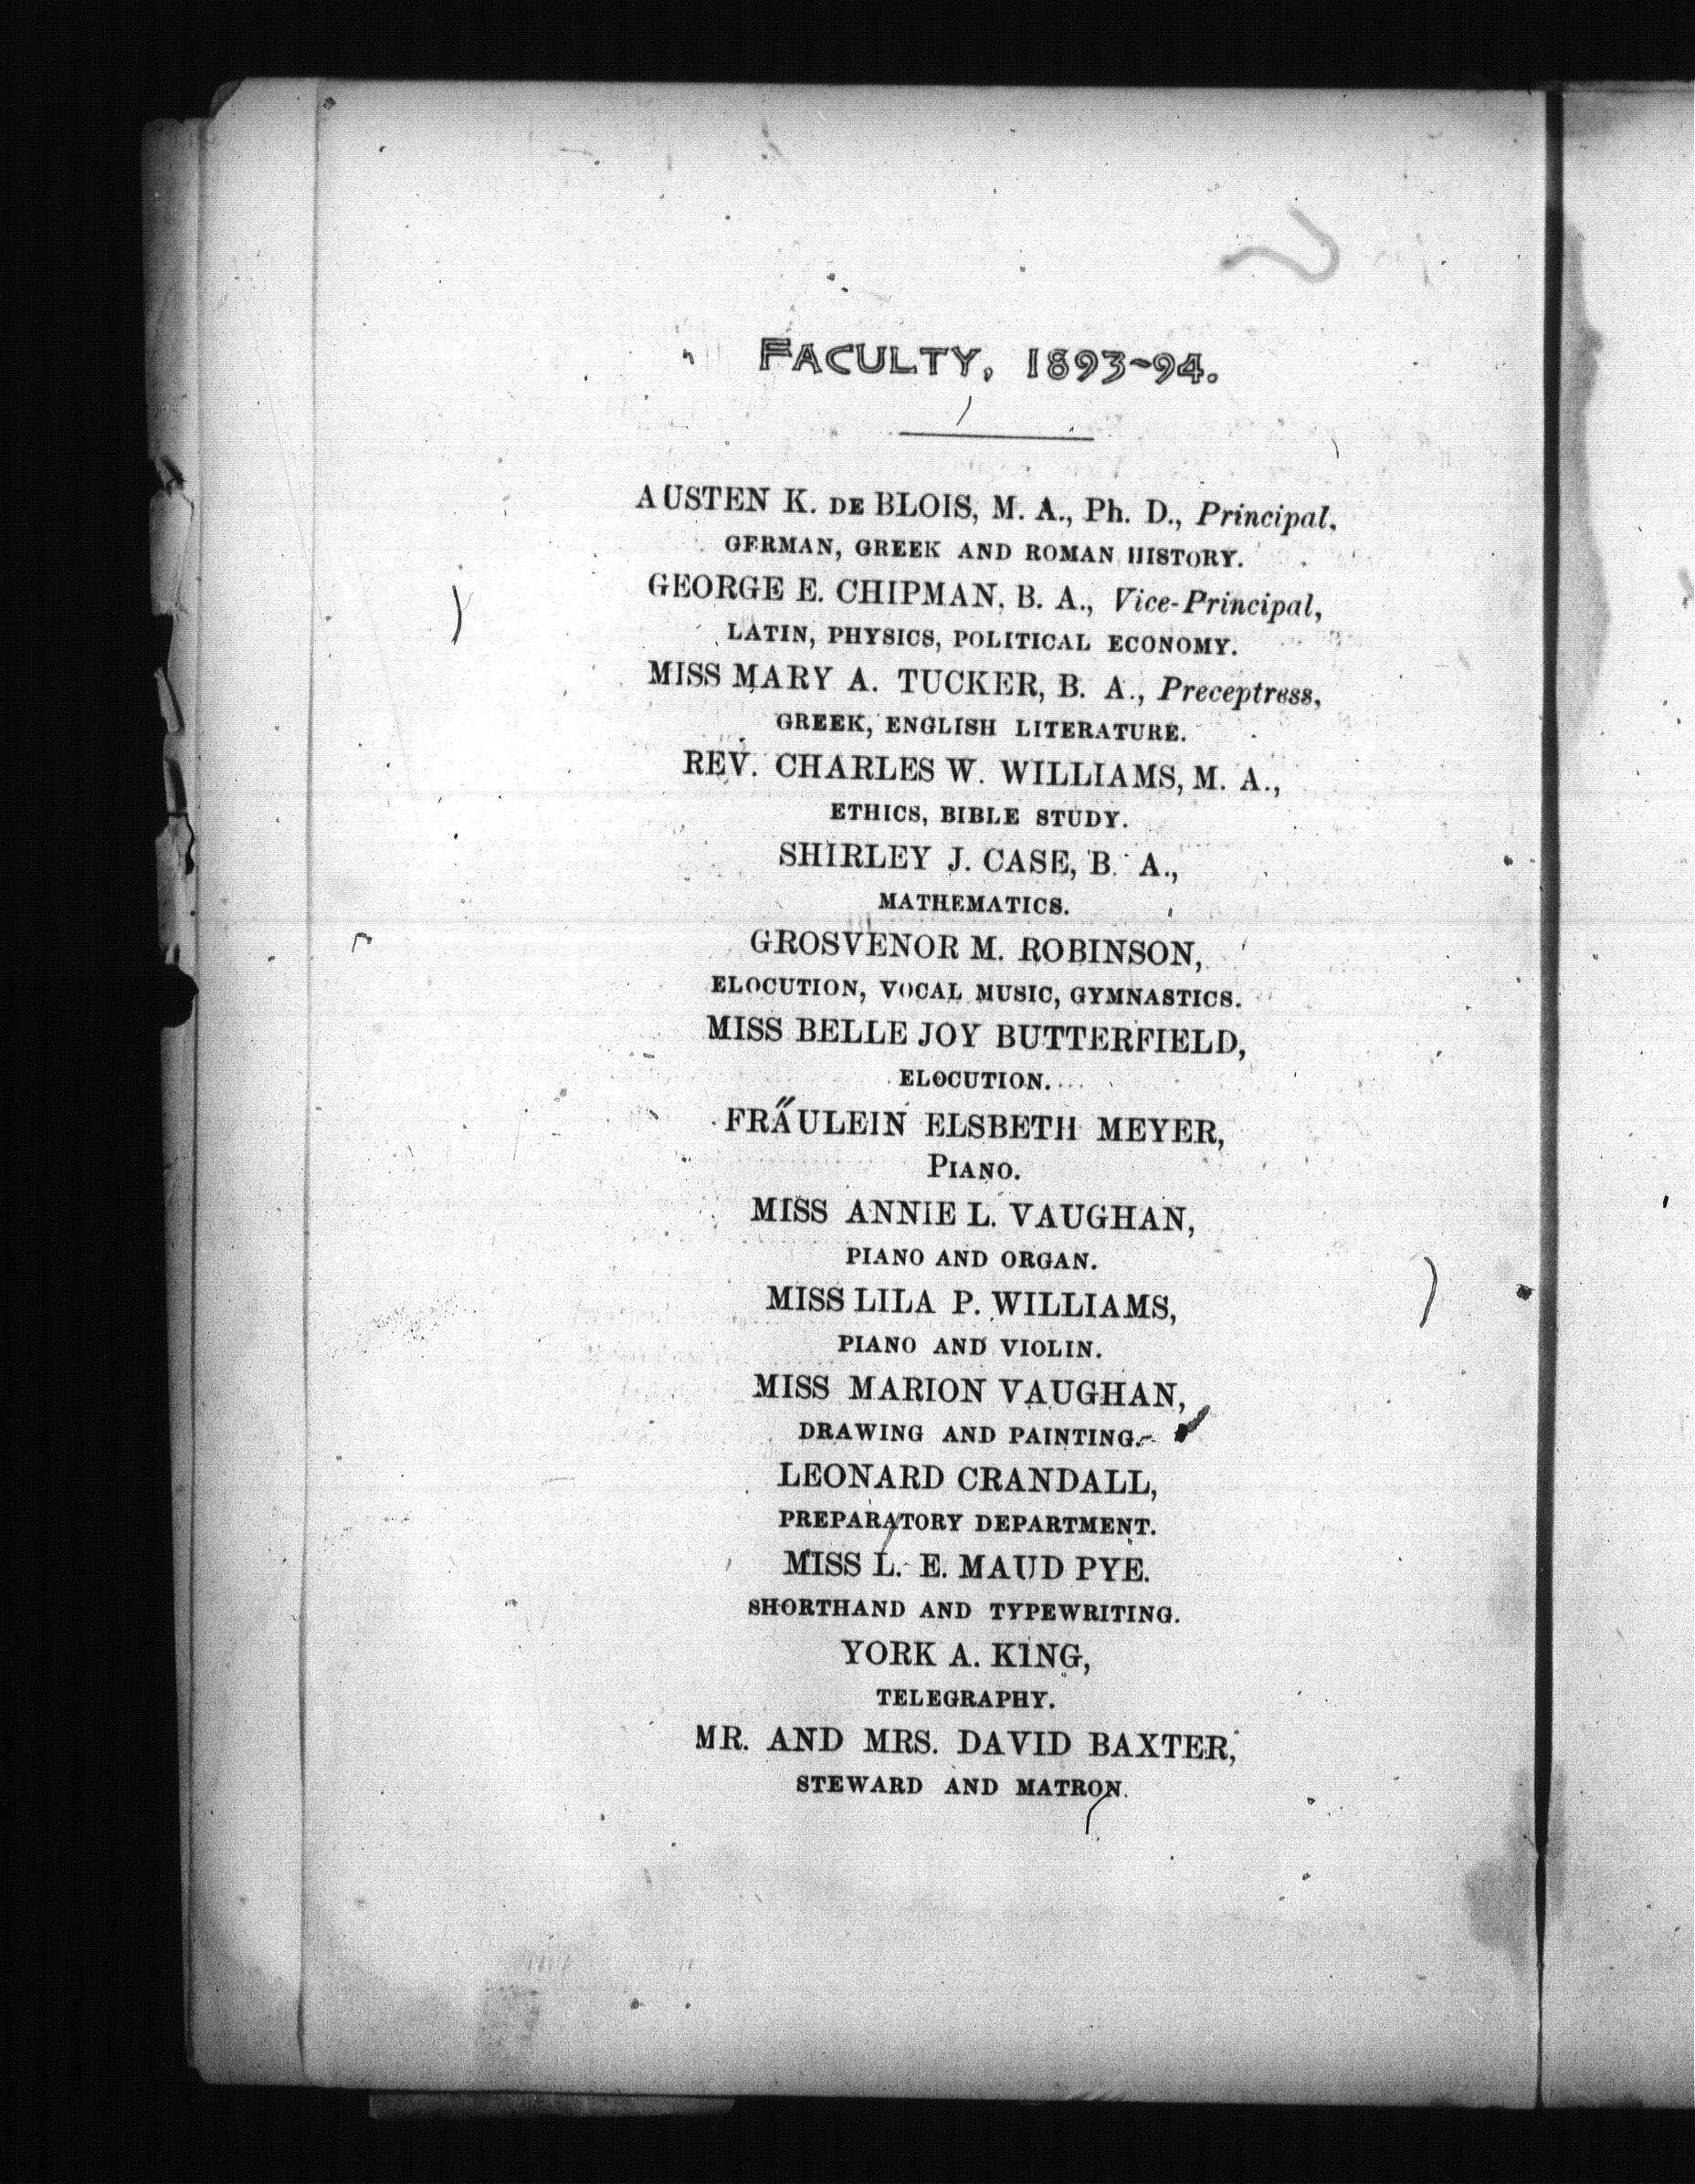 FACULTY, 1893-94.
AUSTEN K. DE BLOIS, M. A., Ph. D., Principal,
GERMAN, GREEK AND ROMAN HISTORY.
GEORGE E. CHIPMAN, B. A., Vice-Principal,
LATIN, PHYSICS, POLITICAL ECONOMY.
MISS MARY A. TUCKER, B. A., Preceptress,
GREEK, ENGLISH LITERATURE.
REV. CHARLES W. WILLIAMS, M. A.,
ETHICS, BIBLE STUDY.
SHIRLEY J. CASE, B. A.,
MATHEMATICS.
GROSVENOR M. ROBINSON,
ELOCUTION, VOCAL MUSIC, GYMNASTICS.
MISS BELLE JOY BUTTERFIELD,
ELOCUTION.
FRÄULEIN ELSBETH MEYER,
PIANO.
MISS ANNIE L. VAUGHAN,
PIANO AND ORGAN.
MISS LILA P. WILLIAMS,
PIANO AND VIOLIN.
MISS MARION VAUGHAN,
DRAWING AND PAINTING.
LEONARD CRANDALL,
PREPARATORY DEPARTMENT.
MISS L. E. MAUD PYE.
SHORTHAND AND TYPEWRITING.
YORK A. KING,
TELEGRAPHY.
MR. AND MRS. DAVID BAXTER,
STEWARD AND MATRON.